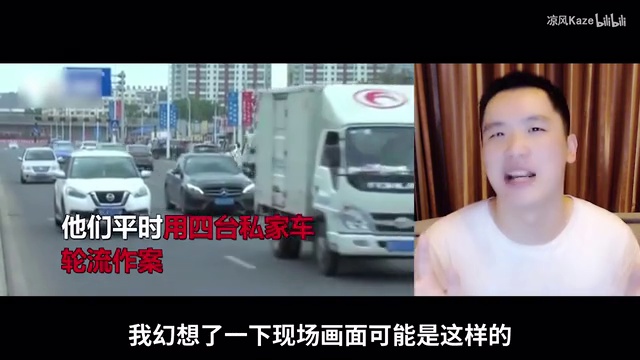 凉风Kaze bilibili
他们平时用四台私家车
轮流作案
我幻想了一下现场画面可能是这样的